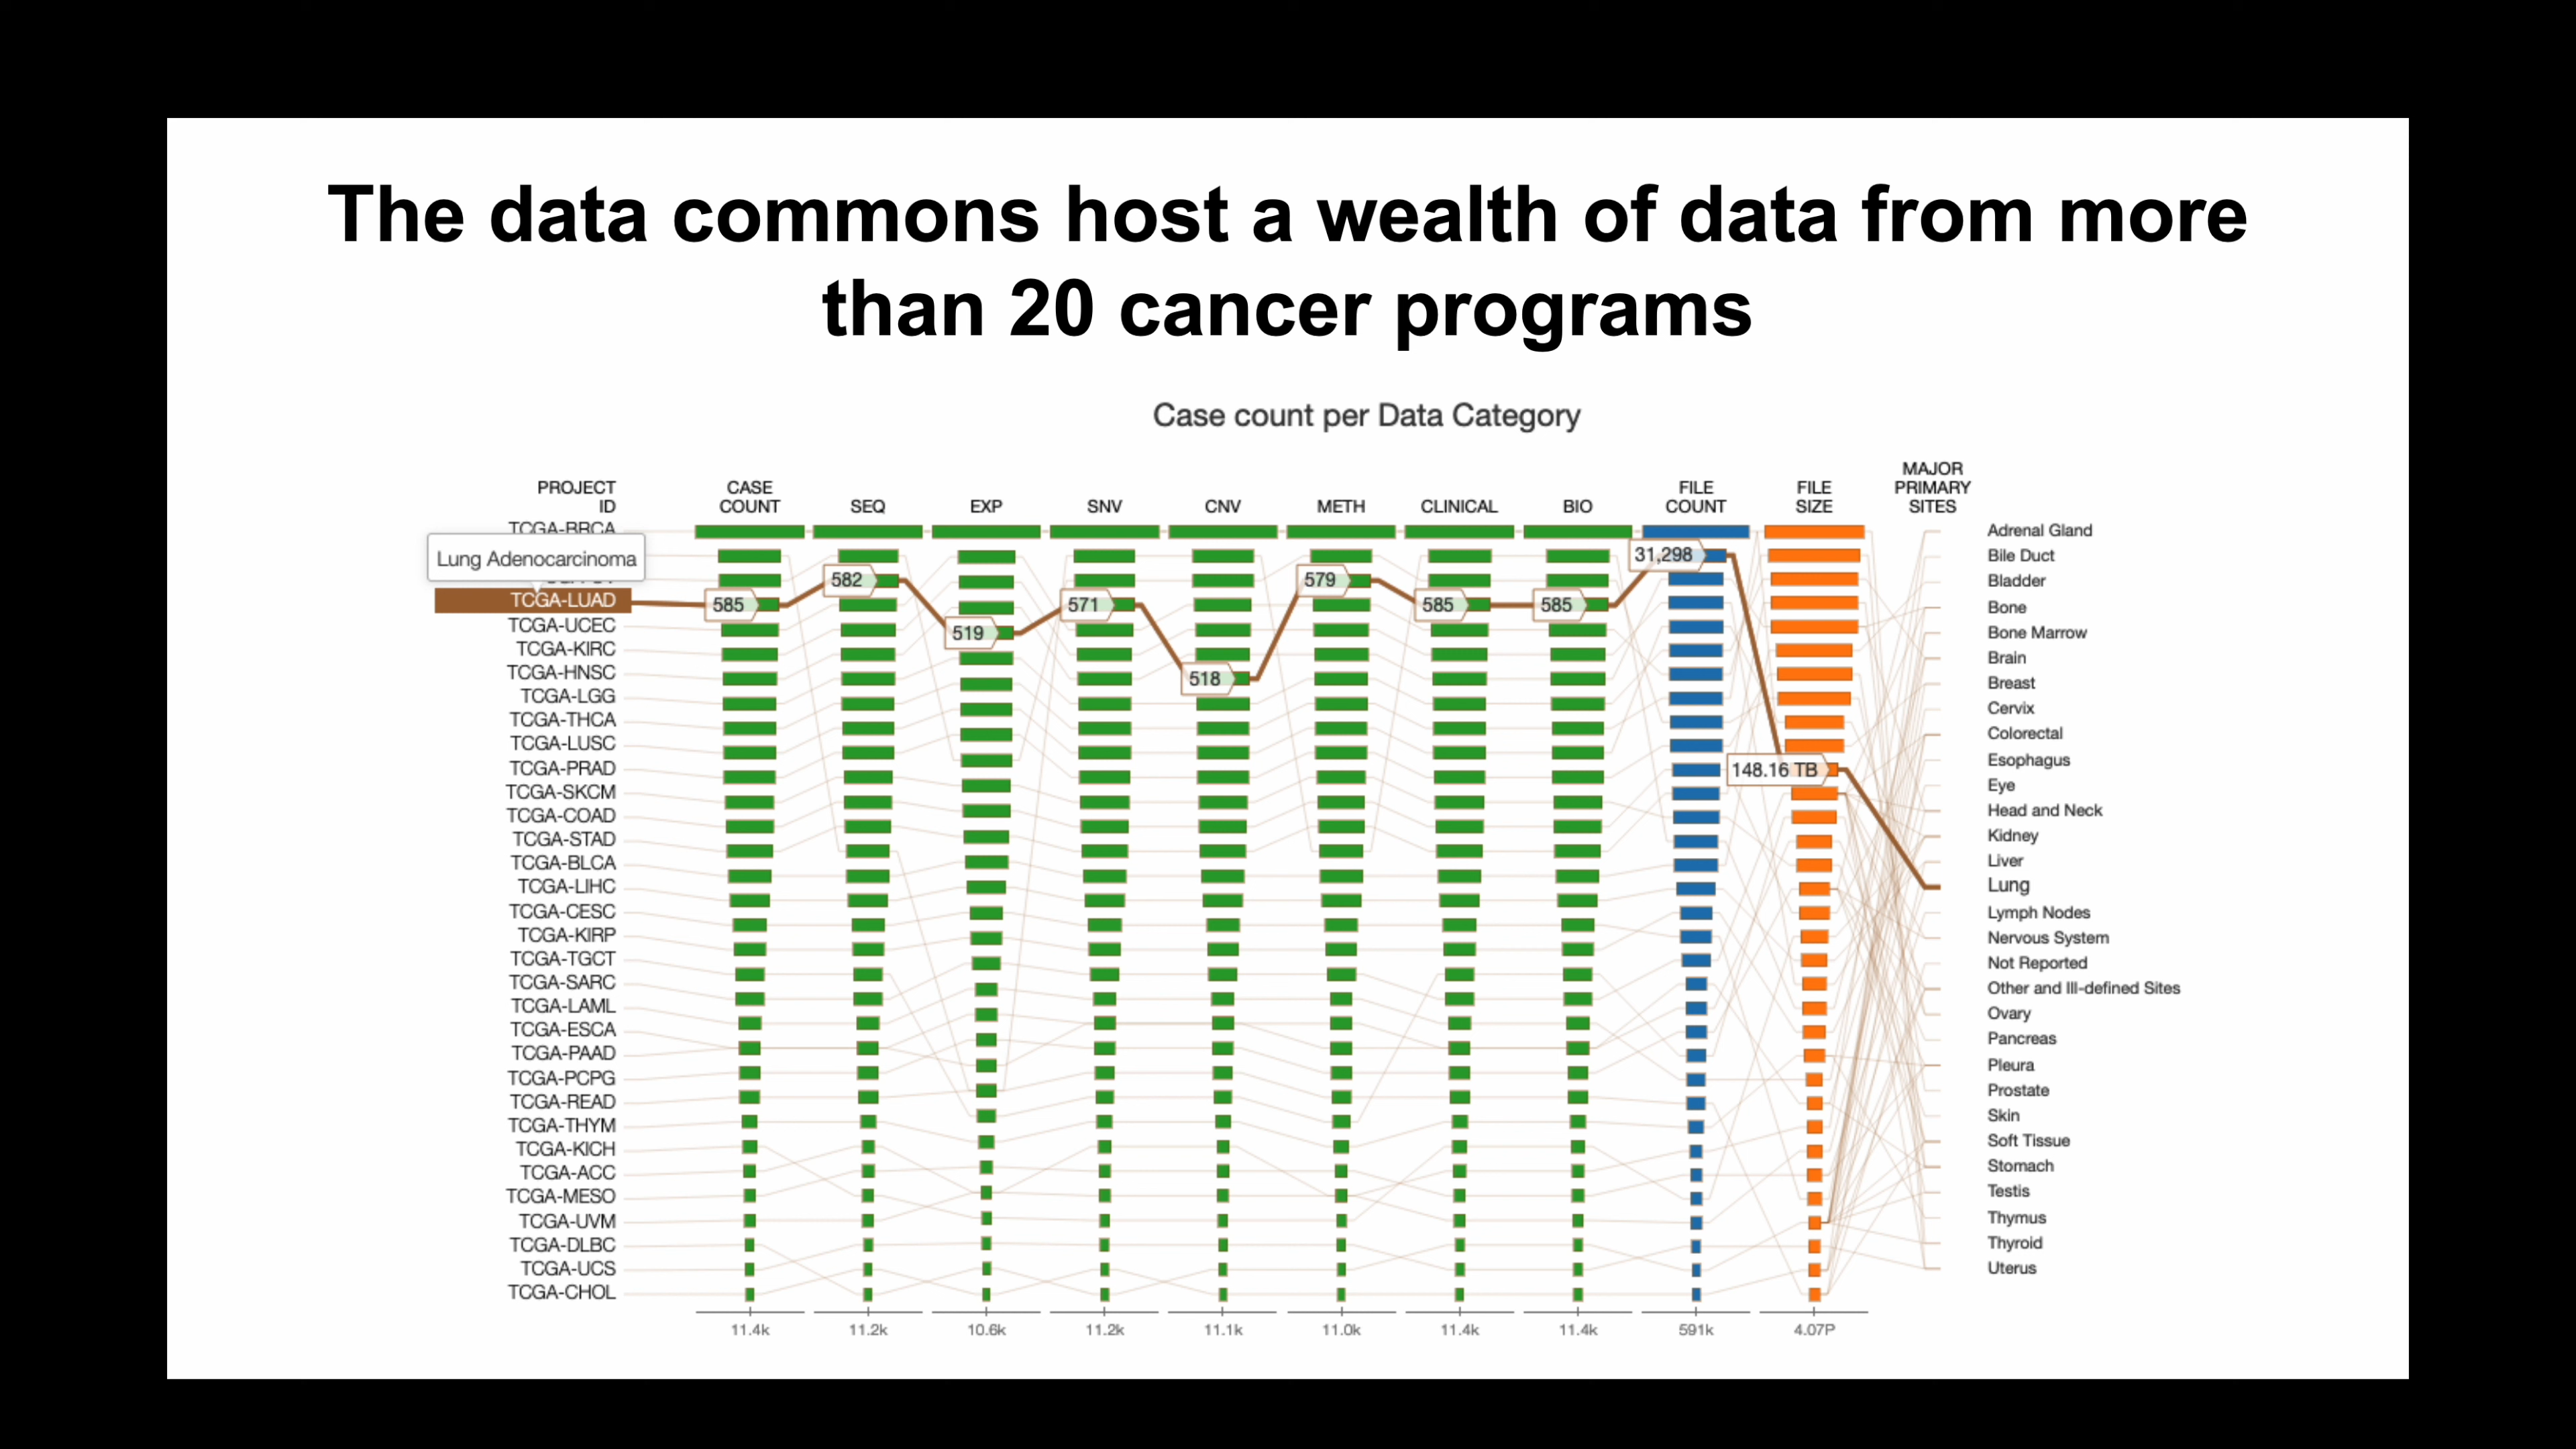 The data commons host a wealth of data from more
than 20 cancer programs
Case count per Data Category
PROJECT
ID
CASE
COUNT
SEQ
EXP
SNV
CNV
METH
CLINICAL
BIO
FILE
COUNT
FILE
SIZE
MAJOR
PRIMARY
SITES
TCGA-BRCA
Lung Adenocarcinoma
TCGA-LUAD
TCGA-UCEC
TCGA-KIRC
TCGA-HNSC
TCGA-LGG
TCGA-THCA
TCGA-LUSC
TCGA-PRAD
TCGA-SKCM
TCGA-COAD
TCGA-STAD
TCGA-BLCA
TCGA-LIHC
TCGA-CESC
TCGA-KIRP
TCGA-TGCT
TCGA-SARC
TCGA-LAML
TCGA-ESCA
TCGA-PAAD
TCGA-PCPG
TCGA-READ
TCGA-THYM
TCGA-KICH
TCGA-ACC
TCGA-MESO
TCGA-UVM
TCGA-DLBC
TCGA-UCS
TCGA-CHOL
585
582
519
571
518
579
585
585
31,298
148.16 TB
11.4k
11.2k
10.6k
11.2k
11.1k
11.0k
11.4k
11.4k
591k
4.07P
Adrenal Gland
Bile Duct
Bladder
Bone
Bone Marrow
Brain
Breast
Cervix
Colorectal
Esophagus
Eye
Head and Neck
Kidney
Liver
Lung
Lymph Nodes
Nervous System
Not Reported
Other and Ill-defined Sites
Ovary
Pancreas
Pleura
Prostate
Skin
Soft Tissue
Stomach
Testis
Thymus
Thyroid
Uterus